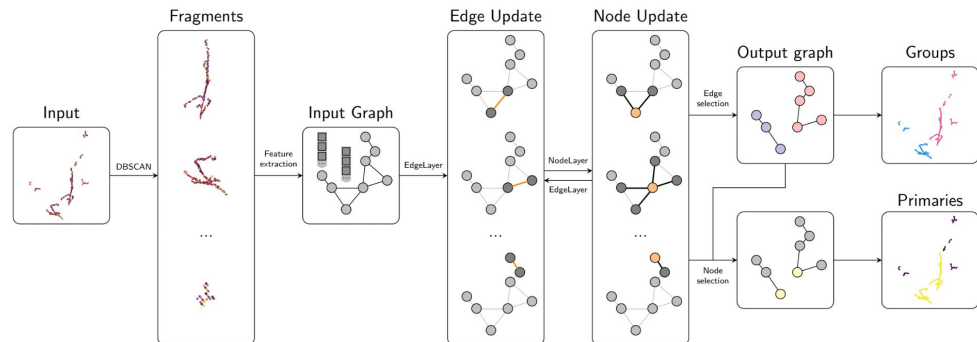 Fragments
Edge Update
Node Update
Output graph
Groups
Input
Input Graph
Edge
selection
DBSCAN
Feature
extraction
EdgeLayer
NodeLayer
EdgeLayer
Primaries
...
...
...
Node
selection